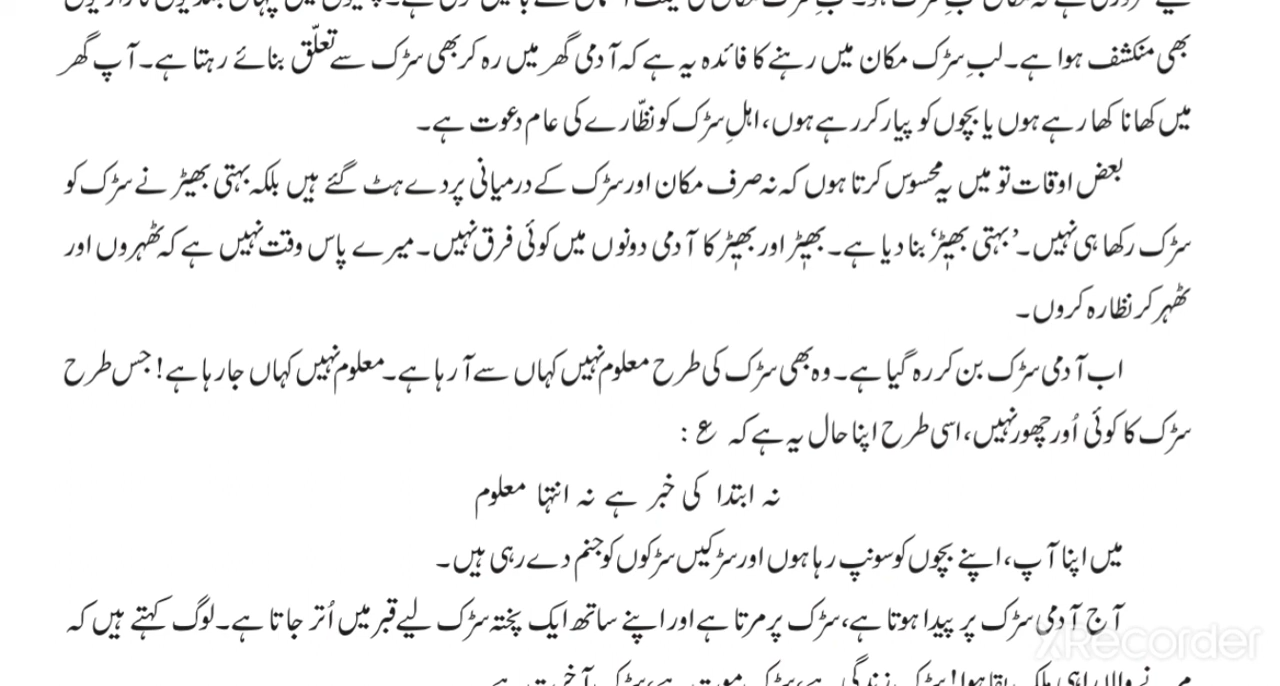 بھی منکشف ہوا ہے۔ لبِ سڑک مکان میں رہنے کا فائدہ یہ ہے کہ آدمی گھر میں رہ کر بھی سڑک سے تعلّق بنائے رہتا ہے۔ آپ گھر
میں کھانا کھا رہے ہوں یا بچوں کو پیار کر رہے ہوں، اہلِ سڑک کو نظّارے کی عام دعوت ہے۔
بعض اوقات تو میں یہ محسوس کرتا ہوں کہ نہ صرف مکان اور سڑک کے درمیانی پردے ہٹ گئے ہیں بلکہ بہتی بھیڑ نے سڑک کو
سڑک رکھا ہی نہیں۔ ’بہتی بھیڑ‘ بنا دیا ہے۔ بھیڑ اور بھیڑ کا آدمی دونوں میں کوئی فرق نہیں۔ میرے پاس وقت نہیں ہے کہ ٹھہروں اور
ٹھہر کر نظارہ کروں۔
اب آدمی سڑک بن کر رہ گیا ہے۔ وہ بھی سڑک کی طرح معلوم نہیں کہاں سے آ رہا ہے۔ معلوم نہیں کہاں جا رہا ہے! جس طرح
سڑک کا کوئی اُور چھور نہیں، اسی طرح اپنا حال یہ ہے کہ ع :
نہ ابتدا کی خبر ہے نہ انتہا معلوم
میں اپنا آپ، اپنے بچوں کو سونپ رہا ہوں اور سڑکیں سڑکوں کو جنم دے رہی ہیں۔
آج آدمی سڑک پر پیدا ہوتا ہے، سڑک پر مرتا ہے اور اپنے ساتھ ایک پختہ سڑک لیے قبر میں اُتر جاتا ہے۔ لوگ کہتے ہیں کہ
XRecorder